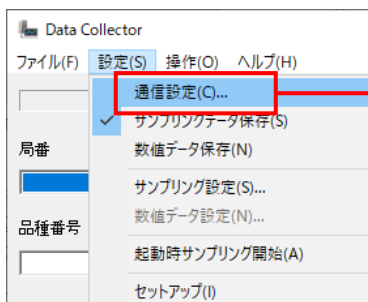 Data Collector
ファイル(F) 設定(S) 操作(O) ヘルプ(H)
通信設定(C)...
サンプリングデータ保存(S)
局番
数値データ保存(N)
サンプリング設定(S)...
品種番号
数値データ設定(N)...
起動時サンプリング開始(A)
セットアップ(I)